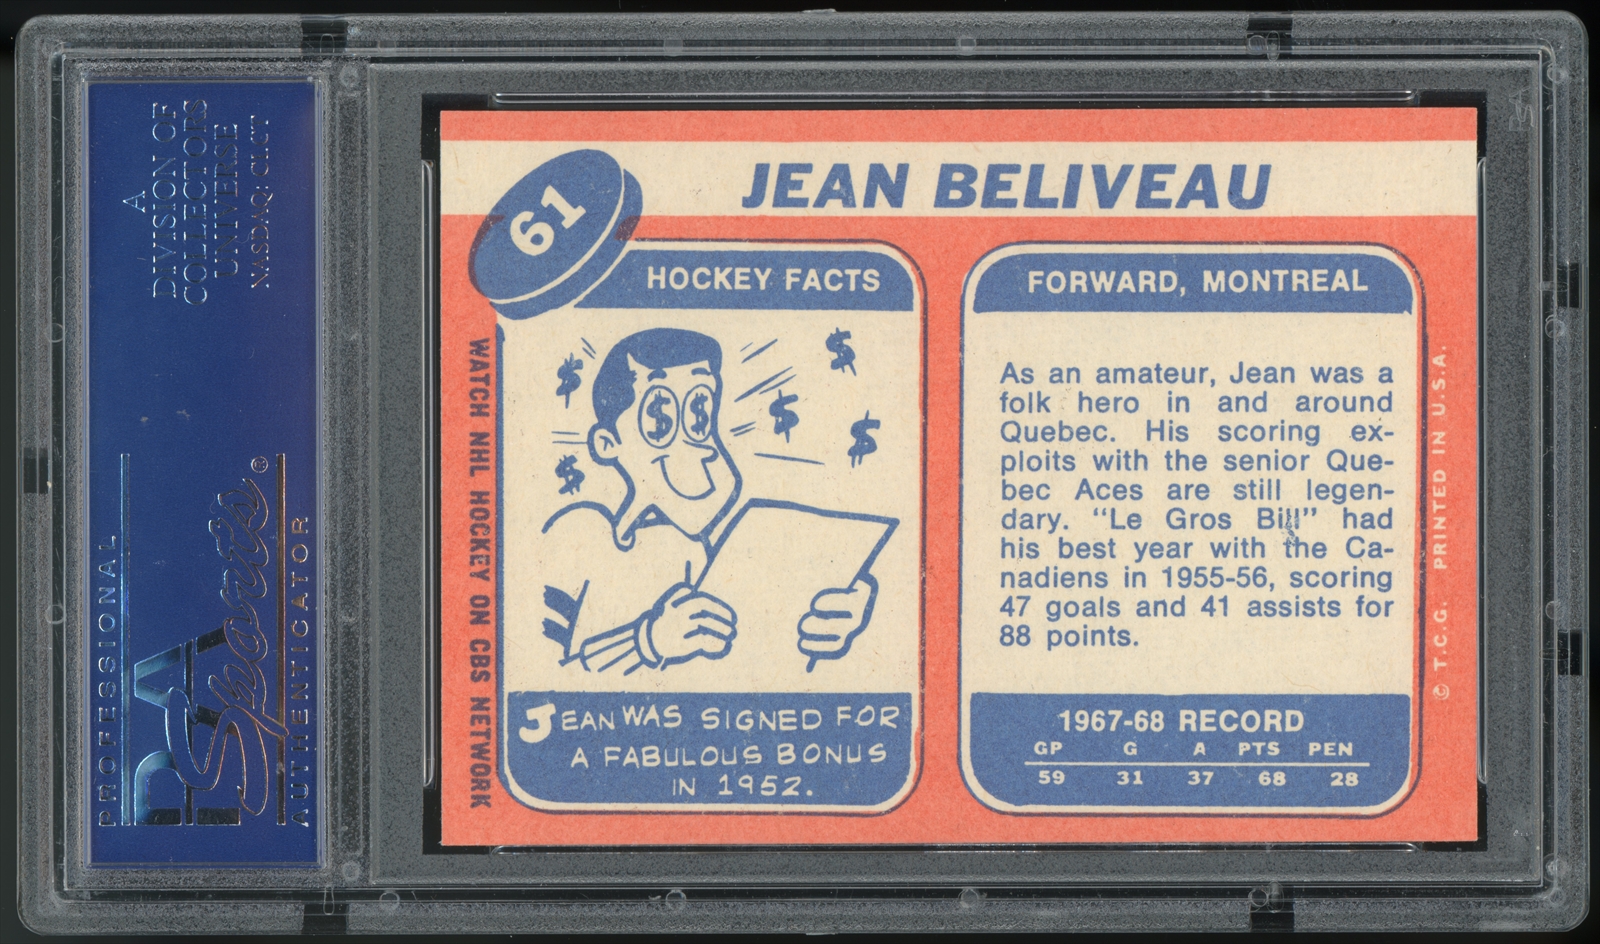 A
DIVISION OF
COLLECTORS
UNIVERSE
NASDAQ: CLCT
PROFESSIONAL
PSA
Sports®
AUTHENTICATOR
61
JEAN BELIVEAU
HOCKEY FACTS
$
$
$ $
$
$
$
WATCH NHL HOCKEY ON CBS NETWORK
JEAN WAS SIGNED FOR
A FABULOUS BONUS
IN 1952.
FORWARD, MONTREAL
As an amateur, Jean was a
folk hero in and around
Quebec. His scoring ex-
ploits with the senior Que-
bec Aces are still legen-
dary. “Le Gros Bill” had
his best year with the Ca-
nadiens in 1955-56, scoring
47 goals and 41 assists for
88 points.
1967-68 RECORD
GP G A PTS PEN
59 31 37 68 28
© T.C.G. PRINTED IN U.S.A.